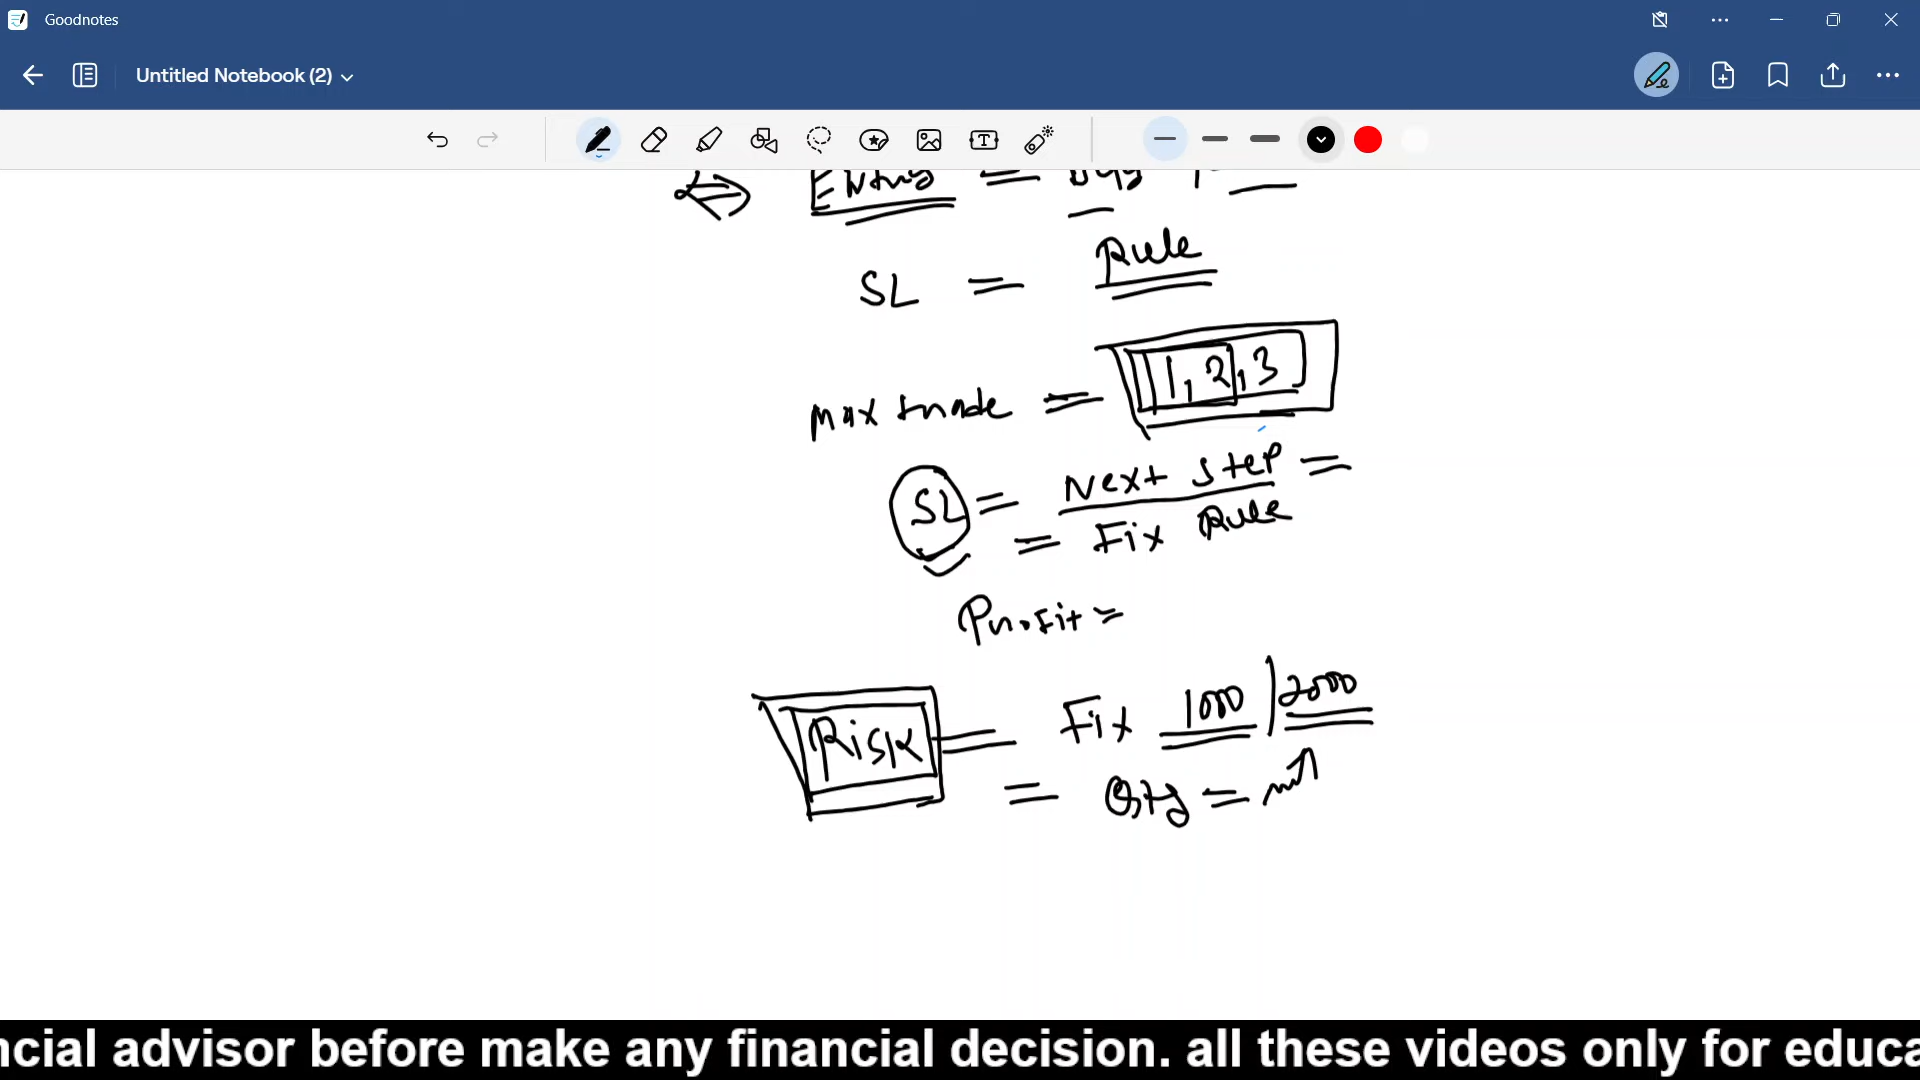 Goodnotes
Untitled Notebook (2)
Entry =
SL = Rule
Max trade = 1, 2, 3
SL = Next Step =
= Fix Rule
Profit =
Risk = Fix 1000 | 2000
= Qty =
ncial advisor before make any financial decision. all these videos only for educa